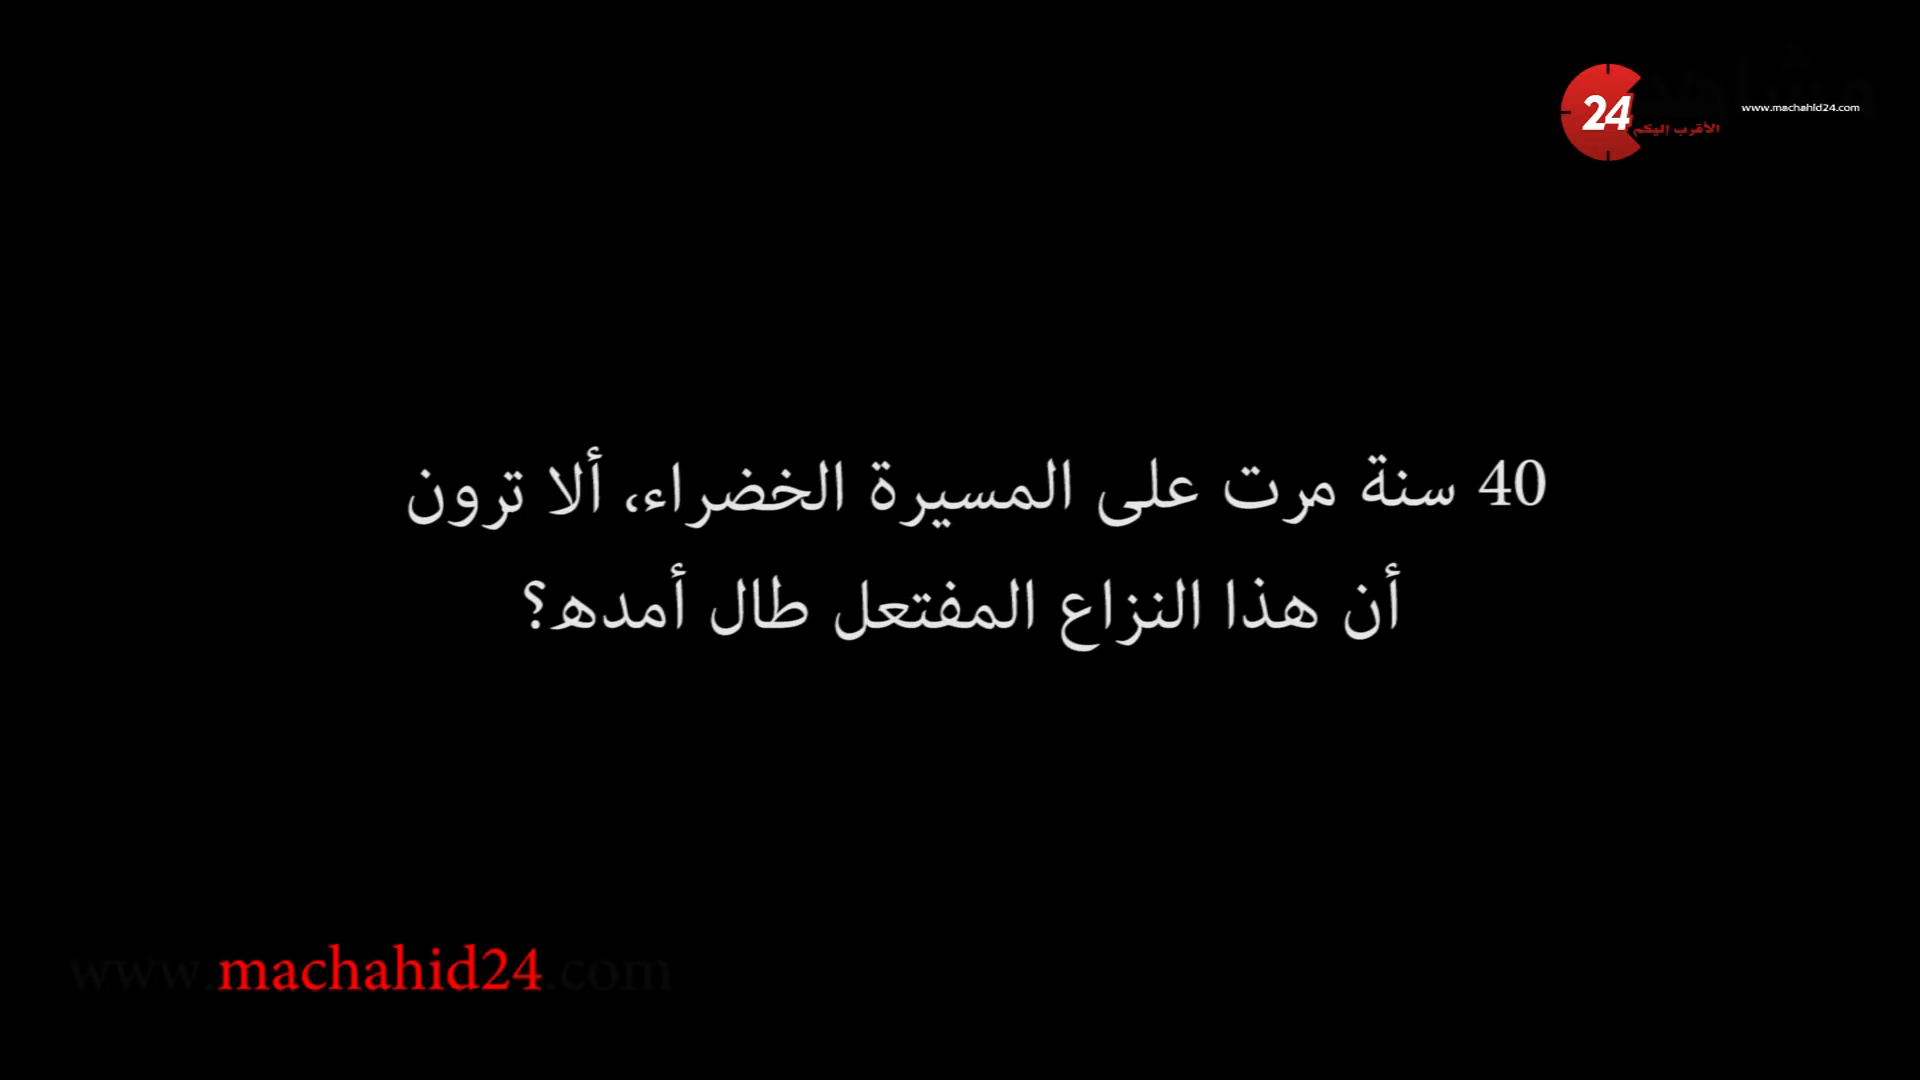 مشاهد
24
الأقرب إليكم
www.machahid24.com
40 سنة مرت على المسيرة الخضراء، ألا ترون
أن هذا النزاع المفتعل طال أمده؟
www.machahid24.com